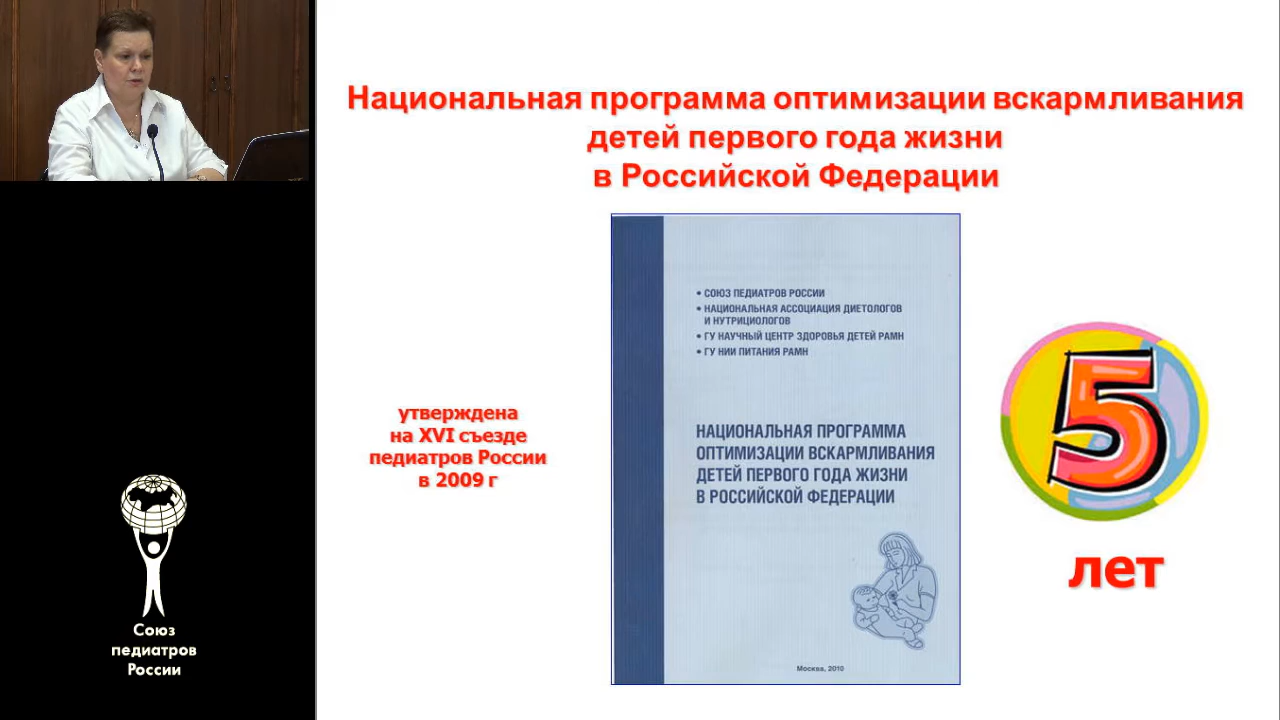 Национальная программа оптимизации вскармливания
детей первого года жизни
в Российской Федерации
• СОЮЗ ПЕДИАТРОВ РОССИИ
• НАЦИОНАЛЬНАЯ АССОЦИАЦИЯ ДИЕТОЛОГОВ
И НУТРИЦИОЛОГОВ
• ГУ НАУЧНЫЙ ЦЕНТР ЗДОРОВЬЯ ДЕТЕЙ РАМН
• ГУ НИИ ПИТАНИЯ РАМН
НАЦИОНАЛЬНАЯ ПРОГРАММА
ОПТИМИЗАЦИИ ВСКАРМЛИВАНИЯ
ДЕТЕЙ ПЕРВОГО ГОДА ЖИЗНИ
В РОССИЙСКОЙ ФЕДЕРАЦИИ
Москва, 2010
утверждена
на XVI съезде
педиатров России
в 2009 г
5
лет
Союз
педиатров
России